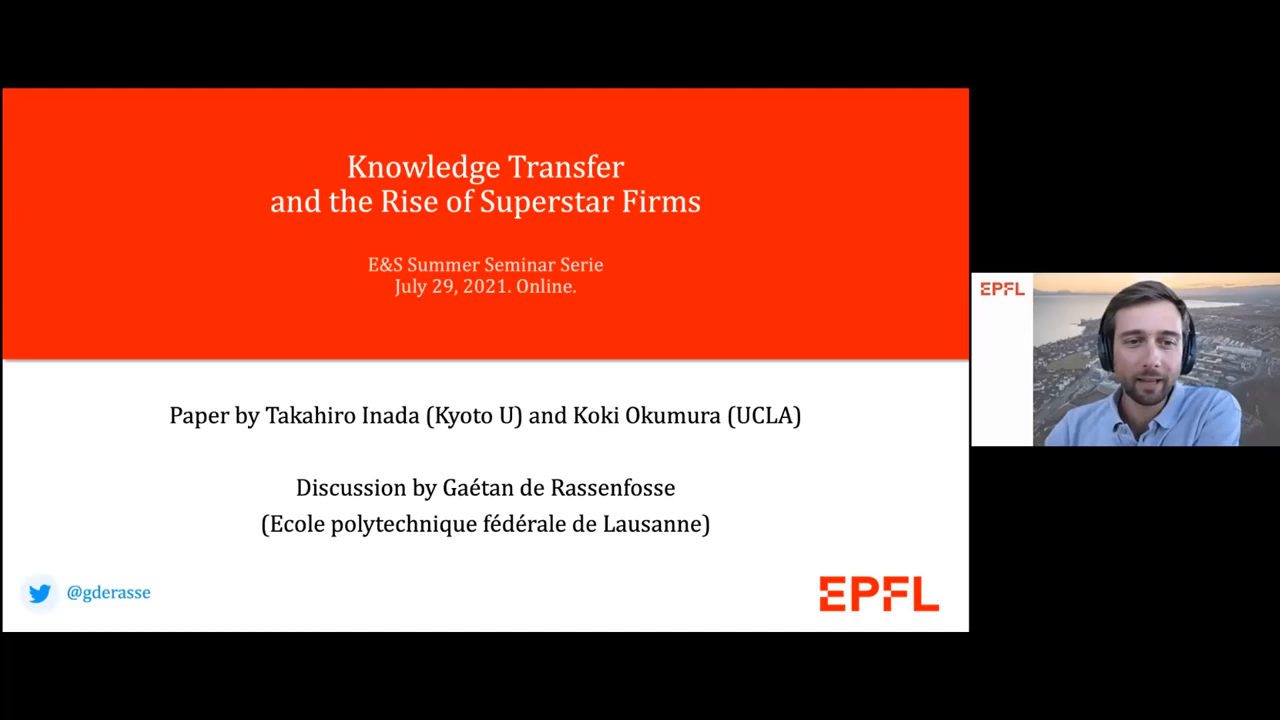 Knowledge Transfer
and the Rise of Superstar Firms
E&S Summer Seminar Serie
July 29, 2021. Online.
Paper by Takahiro Inada (Kyoto U) and Koki Okumura (UCLA)
Discussion by Gaétan de Rassenfosse
(Ecole polytechnique fédérale de Lausanne)
@gderasse
EPFL
EPFL